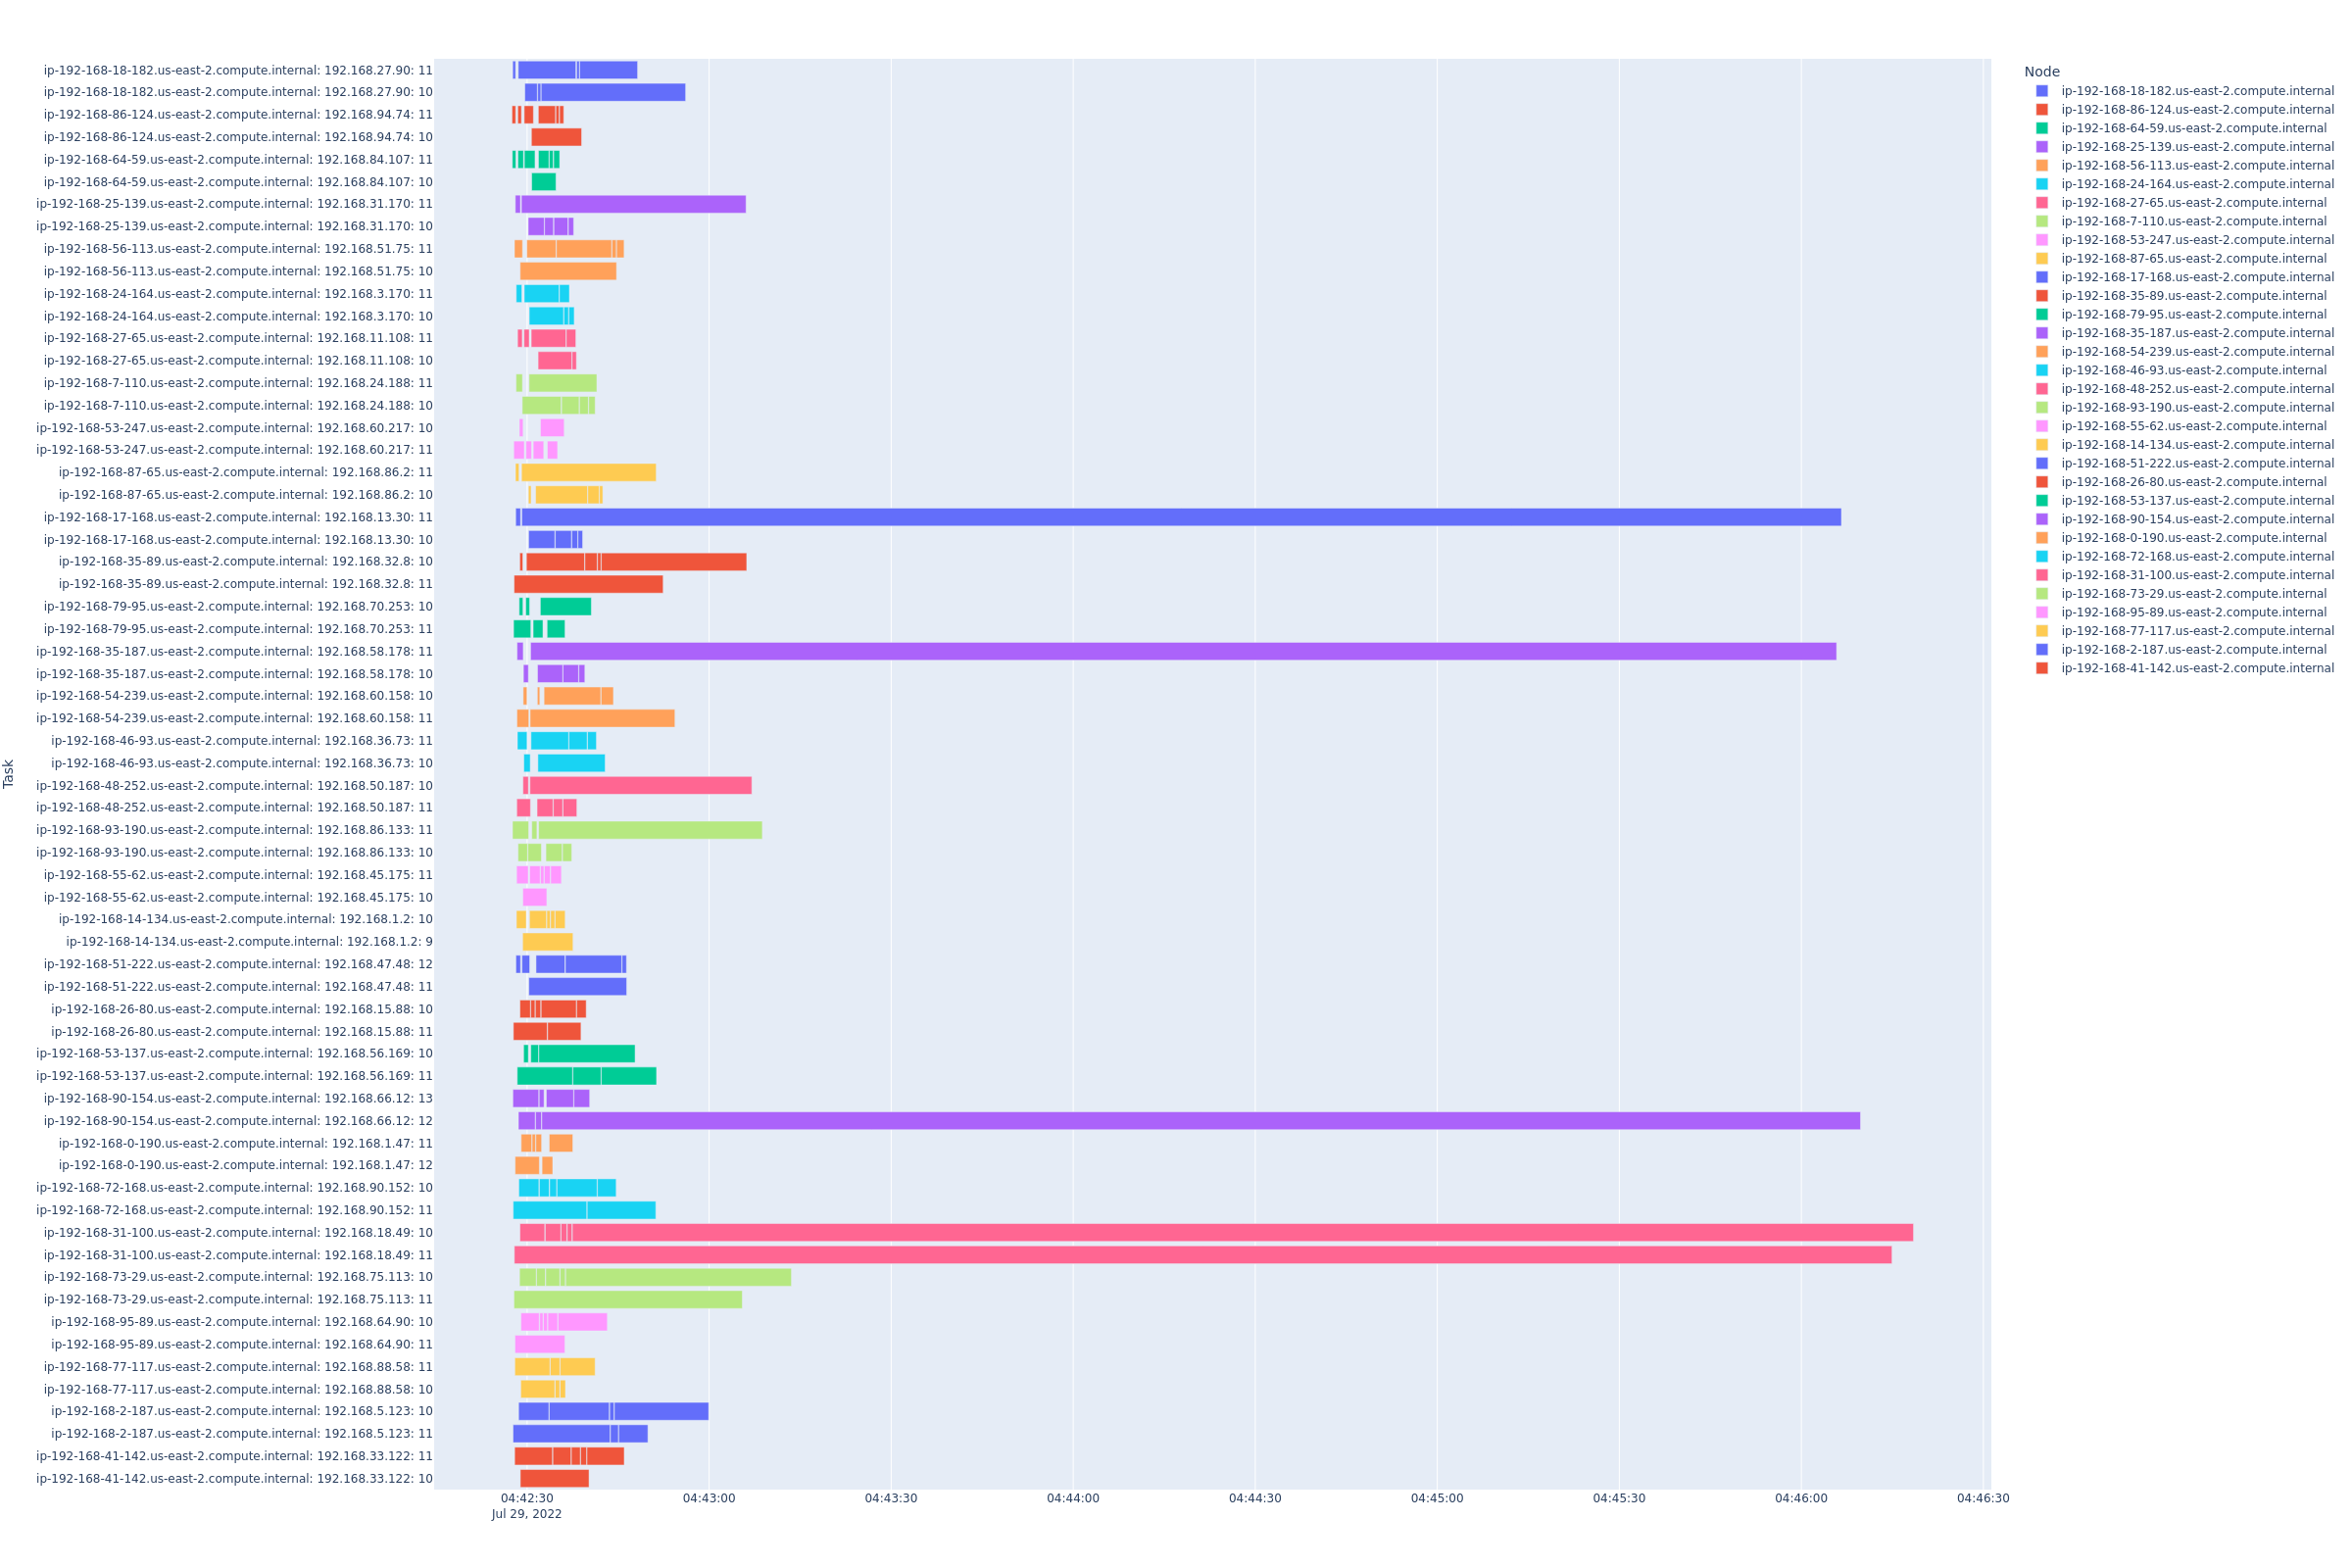 ip-192-168-18-182.us-east-2.compute.internal: 192.168.27.90: 11
ip-192-168-18-182.us-east-2.compute.internal: 192.168.27.90: 10
ip-192-168-86-124.us-east-2.compute.internal: 192.168.94.74: 11
ip-192-168-86-124.us-east-2.compute.internal: 192.168.94.74: 10
ip-192-168-64-59.us-east-2.compute.internal: 192.168.84.107: 11
ip-192-168-64-59.us-east-2.compute.internal: 192.168.84.107: 10
ip-192-168-25-139.us-east-2.compute.internal: 192.168.31.170: 11
ip-192-168-25-139.us-east-2.compute.internal: 192.168.31.170: 10
ip-192-168-56-113.us-east-2.compute.internal: 192.168.51.75: 11
ip-192-168-56-113.us-east-2.compute.internal: 192.168.51.75: 10
ip-192-168-24-164.us-east-2.compute.internal: 192.168.3.170: 11
ip-192-168-24-164.us-east-2.compute.internal: 192.168.3.170: 10
ip-192-168-27-65.us-east-2.compute.internal: 192.168.11.108: 11
ip-192-168-27-65.us-east-2.compute.internal: 192.168.11.108: 10
ip-192-168-7-110.us-east-2.compute.internal: 192.168.24.188: 11
ip-192-168-7-110.us-east-2.compute.internal: 192.168.24.188: 10
ip-192-168-53-247.us-east-2.compute.internal: 192.168.60.217: 10
ip-192-168-53-247.us-east-2.compute.internal: 192.168.60.217: 11
ip-192-168-87-65.us-east-2.compute.internal: 192.168.86.2: 11
ip-192-168-87-65.us-east-2.compute.internal: 192.168.86.2: 10
ip-192-168-17-168.us-east-2.compute.internal: 192.168.13.30: 11
ip-192-168-17-168.us-east-2.compute.internal: 192.168.13.30: 10
ip-192-168-35-89.us-east-2.compute.internal: 192.168.32.8: 10
ip-192-168-35-89.us-east-2.compute.internal: 192.168.32.8: 11
ip-192-168-79-95.us-east-2.compute.internal: 192.168.70.253: 10
ip-192-168-79-95.us-east-2.compute.internal: 192.168.70.253: 11
ip-192-168-35-187.us-east-2.compute.internal: 192.168.58.178: 11
ip-192-168-35-187.us-east-2.compute.internal: 192.168.58.178: 10
ip-192-168-54-239.us-east-2.compute.internal: 192.168.60.158: 10
ip-192-168-54-239.us-east-2.compute.internal: 192.168.60.158: 11
ip-192-168-46-93.us-east-2.compute.internal: 192.168.36.73: 11
ip-192-168-46-93.us-east-2.compute.internal: 192.168.36.73: 10
ip-192-168-48-252.us-east-2.compute.internal: 192.168.50.187: 10
ip-192-168-48-252.us-east-2.compute.internal: 192.168.50.187: 11
ip-192-168-93-190.us-east-2.compute.internal: 192.168.86.133: 11
ip-192-168-93-190.us-east-2.compute.internal: 192.168.86.133: 10
ip-192-168-55-62.us-east-2.compute.internal: 192.168.45.175: 11
ip-192-168-55-62.us-east-2.compute.internal: 192.168.45.175: 10
ip-192-168-14-134.us-east-2.compute.internal: 192.168.1.2: 10
ip-192-168-14-134.us-east-2.compute.internal: 192.168.1.2: 9
ip-192-168-51-222.us-east-2.compute.internal: 192.168.47.48: 12
ip-192-168-51-222.us-east-2.compute.internal: 192.168.47.48: 11
ip-192-168-26-80.us-east-2.compute.internal: 192.168.15.88: 10
ip-192-168-26-80.us-east-2.compute.internal: 192.168.15.88: 11
ip-192-168-53-137.us-east-2.compute.internal: 192.168.56.169: 10
ip-192-168-53-137.us-east-2.compute.internal: 192.168.56.169: 11
ip-192-168-90-154.us-east-2.compute.internal: 192.168.66.12: 13
ip-192-168-90-154.us-east-2.compute.internal: 192.168.66.12: 12
ip-192-168-0-190.us-east-2.compute.internal: 192.168.1.47: 11
ip-192-168-0-190.us-east-2.compute.internal: 192.168.1.47: 12
ip-192-168-72-168.us-east-2.compute.internal: 192.168.90.152: 10
ip-192-168-72-168.us-east-2.compute.internal: 192.168.90.152: 11
ip-192-168-31-100.us-east-2.compute.internal: 192.168.18.49: 10
ip-192-168-31-100.us-east-2.compute.internal: 192.168.18.49: 11
ip-192-168-73-29.us-east-2.compute.internal: 192.168.75.113: 10
ip-192-168-73-29.us-east-2.compute.internal: 192.168.75.113: 11
ip-192-168-95-89.us-east-2.compute.internal: 192.168.64.90: 10
ip-192-168-95-89.us-east-2.compute.internal: 192.168.64.90: 11
ip-192-168-77-117.us-east-2.compute.internal: 192.168.88.58: 11
ip-192-168-77-117.us-east-2.compute.internal: 192.168.88.58: 10
ip-192-168-2-187.us-east-2.compute.internal: 192.168.5.123: 10
ip-192-168-2-187.us-east-2.compute.internal: 192.168.5.123: 11
ip-192-168-41-142.us-east-2.compute.internal: 192.168.33.122: 11
ip-192-168-41-142.us-east-2.compute.internal: 192.168.33.122: 10
Task
04:42:30
Jul 29, 2022
04:43:00
04:43:30
04:44:00
04:44:30
04:45:00
04:45:30
04:46:00
04:46:30
Node
ip-192-168-18-182.us-east-2.compute.internal
ip-192-168-86-124.us-east-2.compute.internal
ip-192-168-64-59.us-east-2.compute.internal
ip-192-168-25-139.us-east-2.compute.internal
ip-192-168-56-113.us-east-2.compute.internal
ip-192-168-24-164.us-east-2.compute.internal
ip-192-168-27-65.us-east-2.compute.internal
ip-192-168-7-110.us-east-2.compute.internal
ip-192-168-53-247.us-east-2.compute.internal
ip-192-168-87-65.us-east-2.compute.internal
ip-192-168-17-168.us-east-2.compute.internal
ip-192-168-35-89.us-east-2.compute.internal
ip-192-168-79-95.us-east-2.compute.internal
ip-192-168-35-187.us-east-2.compute.internal
ip-192-168-54-239.us-east-2.compute.internal
ip-192-168-46-93.us-east-2.compute.internal
ip-192-168-48-252.us-east-2.compute.internal
ip-192-168-93-190.us-east-2.compute.internal
ip-192-168-55-62.us-east-2.compute.internal
ip-192-168-14-134.us-east-2.compute.internal
ip-192-168-51-222.us-east-2.compute.internal
ip-192-168-26-80.us-east-2.compute.internal
ip-192-168-53-137.us-east-2.compute.internal
ip-192-168-90-154.us-east-2.compute.internal
ip-192-168-0-190.us-east-2.compute.internal
ip-192-168-72-168.us-east-2.compute.internal
ip-192-168-31-100.us-east-2.compute.internal
ip-192-168-73-29.us-east-2.compute.internal
ip-192-168-95-89.us-east-2.compute.internal
ip-192-168-77-117.us-east-2.compute.internal
ip-192-168-2-187.us-east-2.compute.internal
ip-192-168-41-142.us-east-2.compute.internal